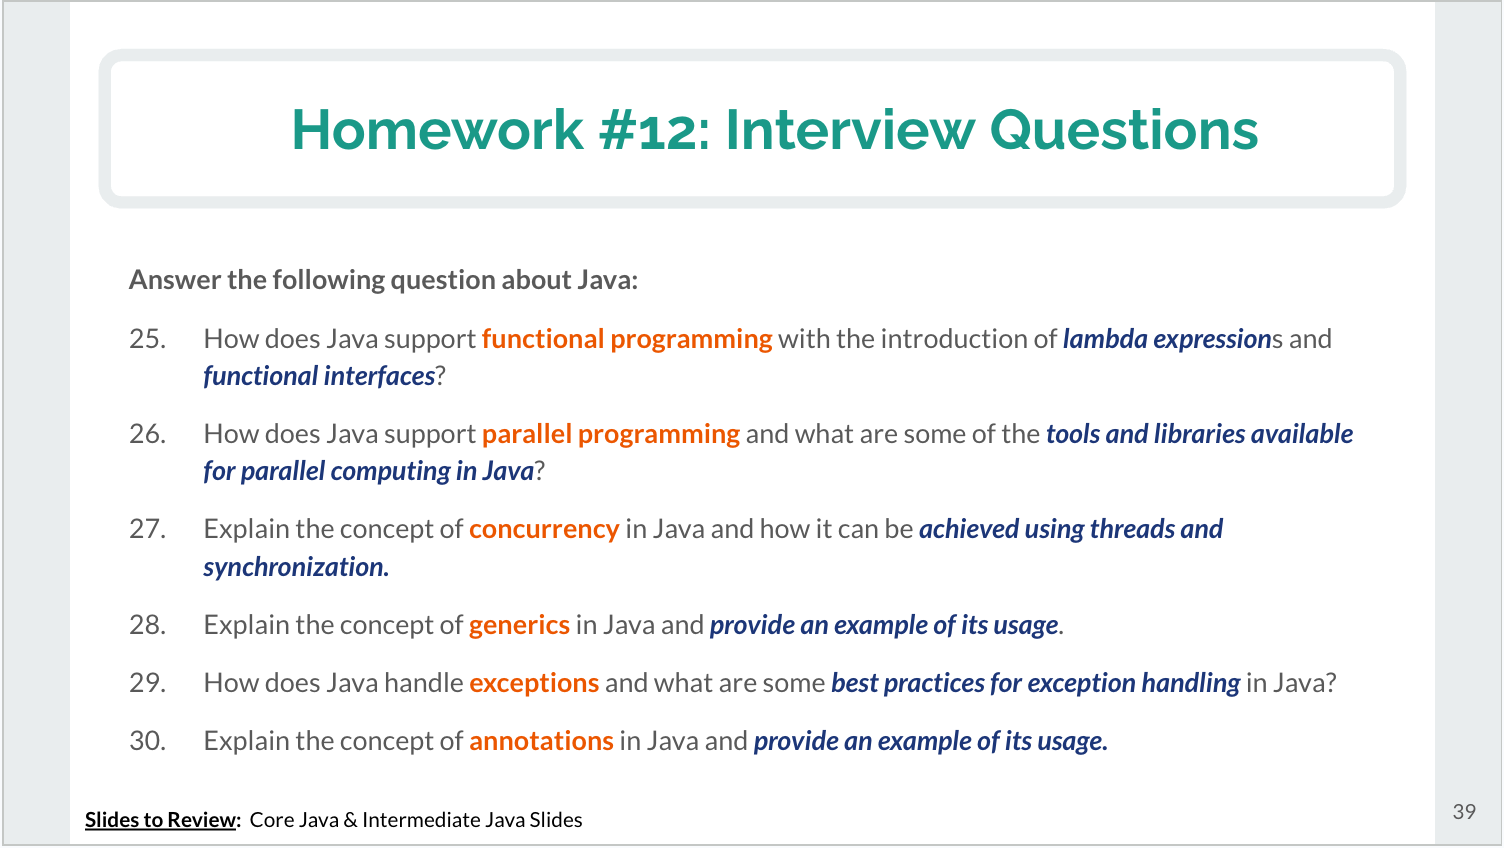 Homework #12: Interview Questions
Answer the following question about Java:
25. How does Java support functional programming with the introduction of lambda expressions and
functional interfaces?
26. How does Java support parallel programming and what are some of the tools and libraries available
for parallel computing in Java?
27. Explain the concept of concurrency in Java and how it can be achieved using threads and
synchronization.
28. Explain the concept of generics in Java and provide an example of its usage.
29. How does Java handle exceptions and what are some best practices for exception handling in Java?
30. Explain the concept of annotations in Java and provide an example of its usage.
Slides to Review: Core Java & Intermediate Java Slides
39